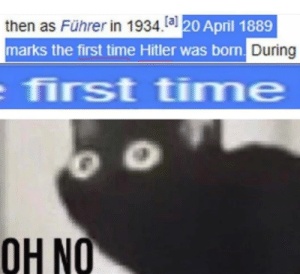 then as Führer in 1934.[a] 20 April 1889
marks the first time Hitler was born. During
first time
OH NO